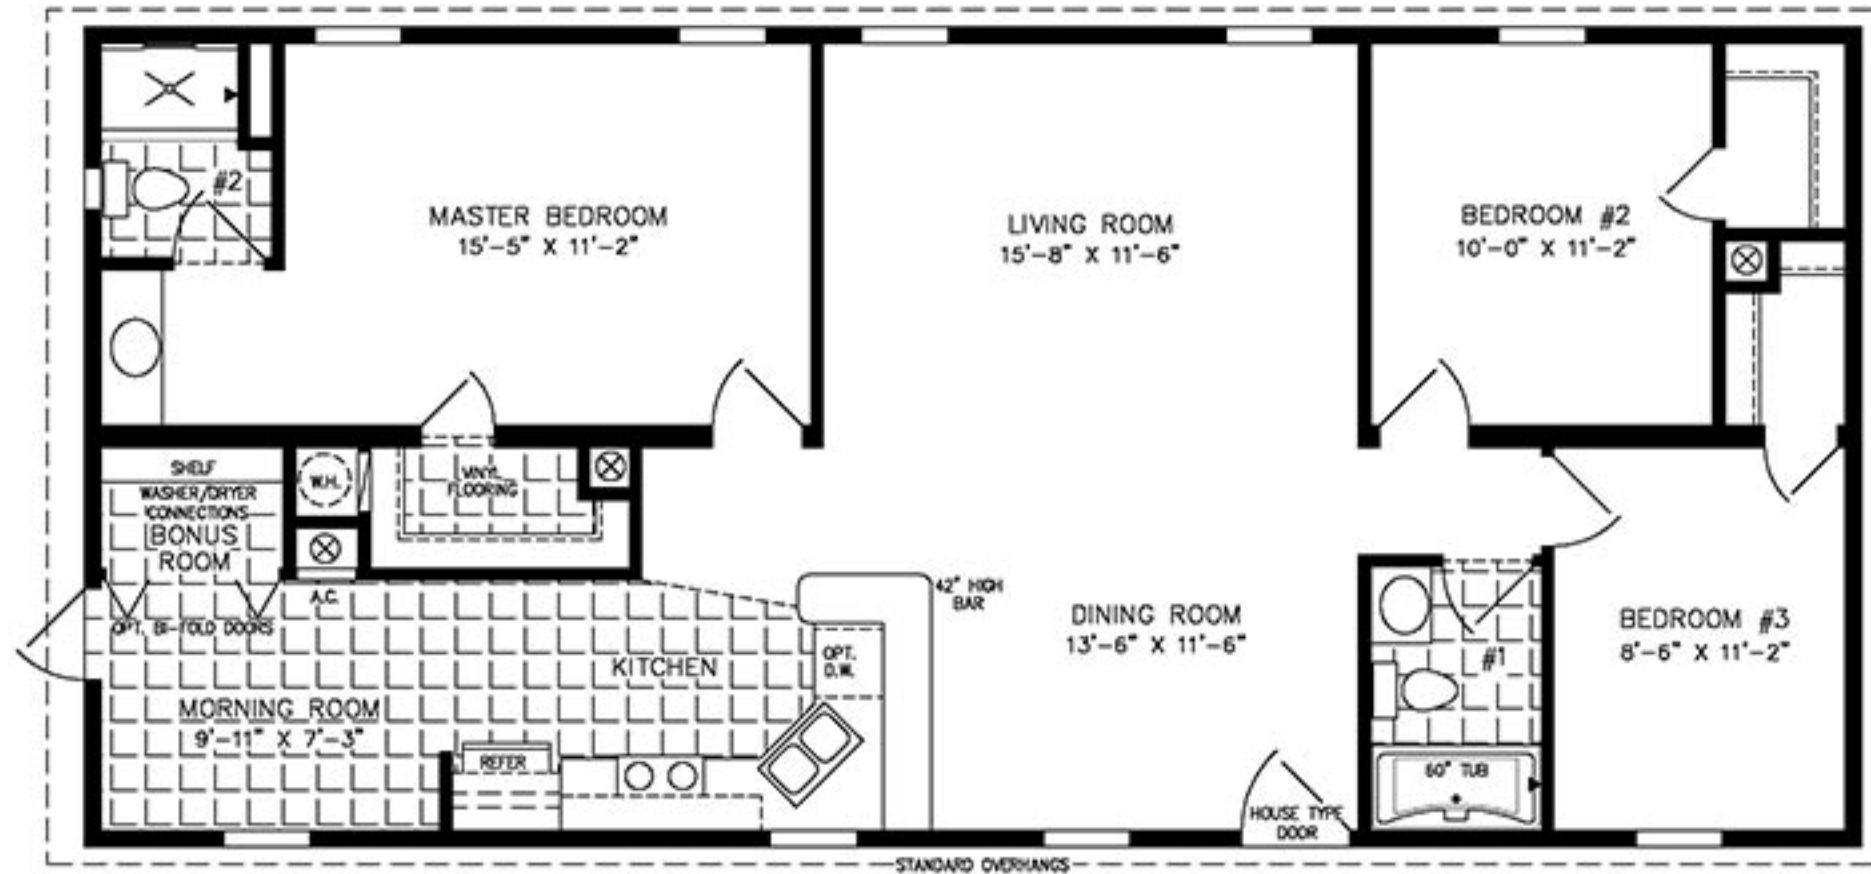 #2
MASTER BEDROOM
15'-5" X 11'-2"
LIVING ROOM
15'-8" X 11'-6"
BEDROOM #2
10'-0" X 11'-2"
SHELF
WASHER/DRYER
CONNECTIONS
BONUS
ROOM
W.H.
VINYL
FLOORING
A.C.
OPT. BI-FOLD DOORS
42" HIGH
BAR
KITCHEN
OPT.
D.W.
DINING ROOM
13'-6" X 11'-6"
#1
BEDROOM #3
8'-6" X 11'-2"
MORNING ROOM
9'-11" X 7'-3"
REFER
60" TUB
HOUSE TYPE
DOOR
STANDARD OVERHANGS